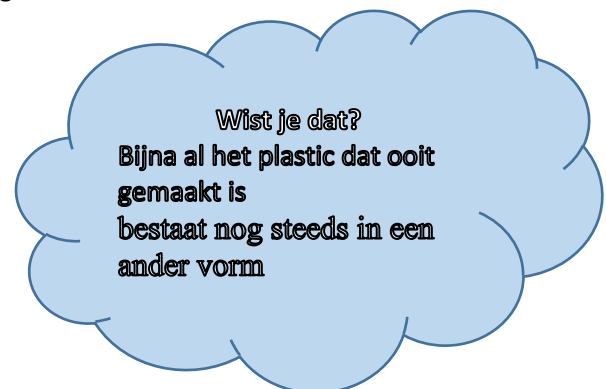 Wist je dat?
Bijna al het plastic dat ooit
gemaakt is
bestaat nog steeds in een
ander vorm